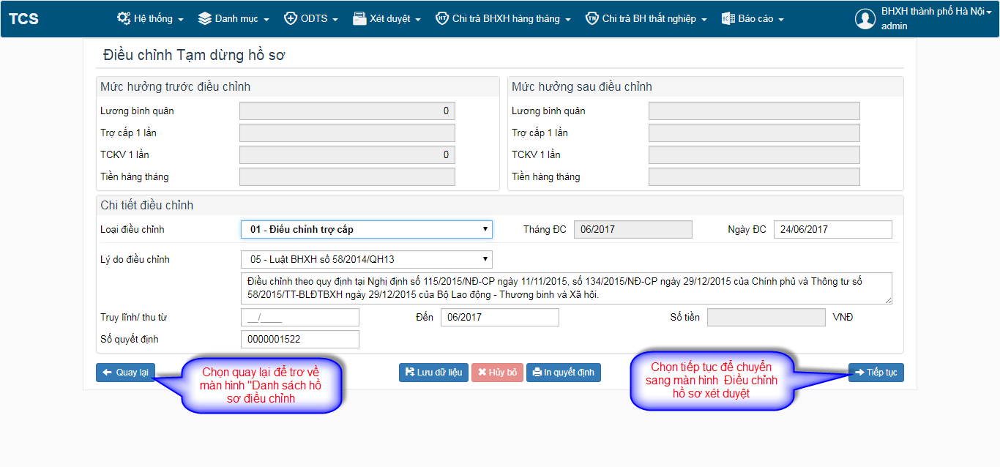 TCS
Hệ thống
Danh mục
ODTS
Xét duyệt
Chi trả BHXH hàng tháng
Chi trả BH thất nghiệp
Báo cáo
BHXH thành phố Hà Nội
admin
Điều chỉnh Tạm dừng hồ sơ
Mức hưởng trước điều chỉnh
Lương bình quân 0
Trợ cấp 1 lần
TCKV 1 lần 0
Tiền hàng tháng
Mức hưởng sau điều chỉnh
Lương bình quân
Trợ cấp 1 lần
TCKV 1 lần
Tiền hàng tháng
Chi tiết điều chỉnh
Loại điều chỉnh 01 - Điều chỉnh trợ cấp Tháng ĐC 06/2017 Ngày ĐC 24/06/2017
Lý do điều chỉnh 05 - Luật BHXH số 58/2014/QH13
Điều chỉnh theo quy định tại Nghị định số 115/2015/NĐ-CP ngày 11/11/2015, số 134/2015/NĐ-CP ngày 29/12/2015 của Chính phủ và Thông tư số
58/2015/TT-BLĐTBXH ngày 29/12/2015 của Bộ Lao động - Thương binh và Xã hội.
Truy lĩnh/ thu từ __/____ Đến 06/2017 Số tiền VNĐ
Số quyết định 0000001522
Quay lại
Chọn quay lại để trơ về
màn hình "Danh sách hồ
sơ điều chỉnh
Lưu dữ liệu
Hủy bỏ
In quyết định
Chọn tiếp tục để chuyển
sang màn hình Điều chỉnh
hồ sơ xét duyệt
Tiếp tục